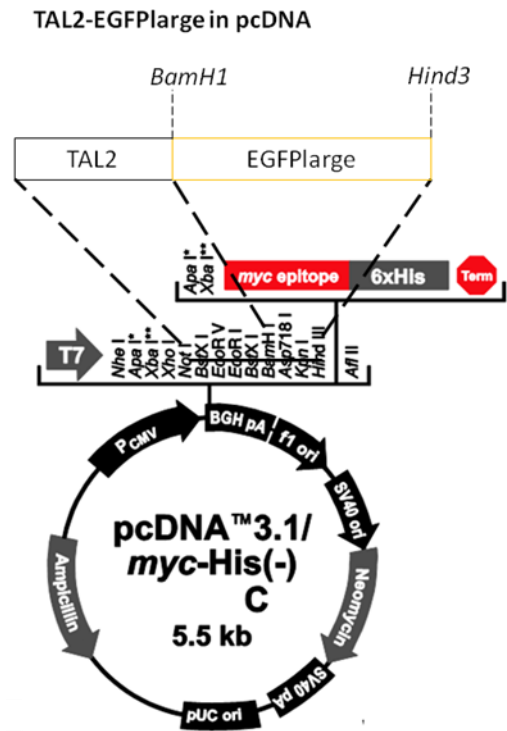 TAL2-EGFPlarge in pcDNA
BamH1
Hind3
TAL2
EGFPlarge
Apa I*
Xba I**
myc epitope
6xHis
Term
T7
Nhe I
Apa I*
Xba I**
Xho I
Not I
BstX I
EcoR V
EcoR I
BstX I
BamH I
Asp718 I
Kpn I
Hind III
Afl II
PCMV
BGH pA
f1 ori
SV40 ori
Neomycin
SV40 pA
pUC ori
Ampicillin
pcDNA™3.1/
myc-His(-)
C
5.5 kb